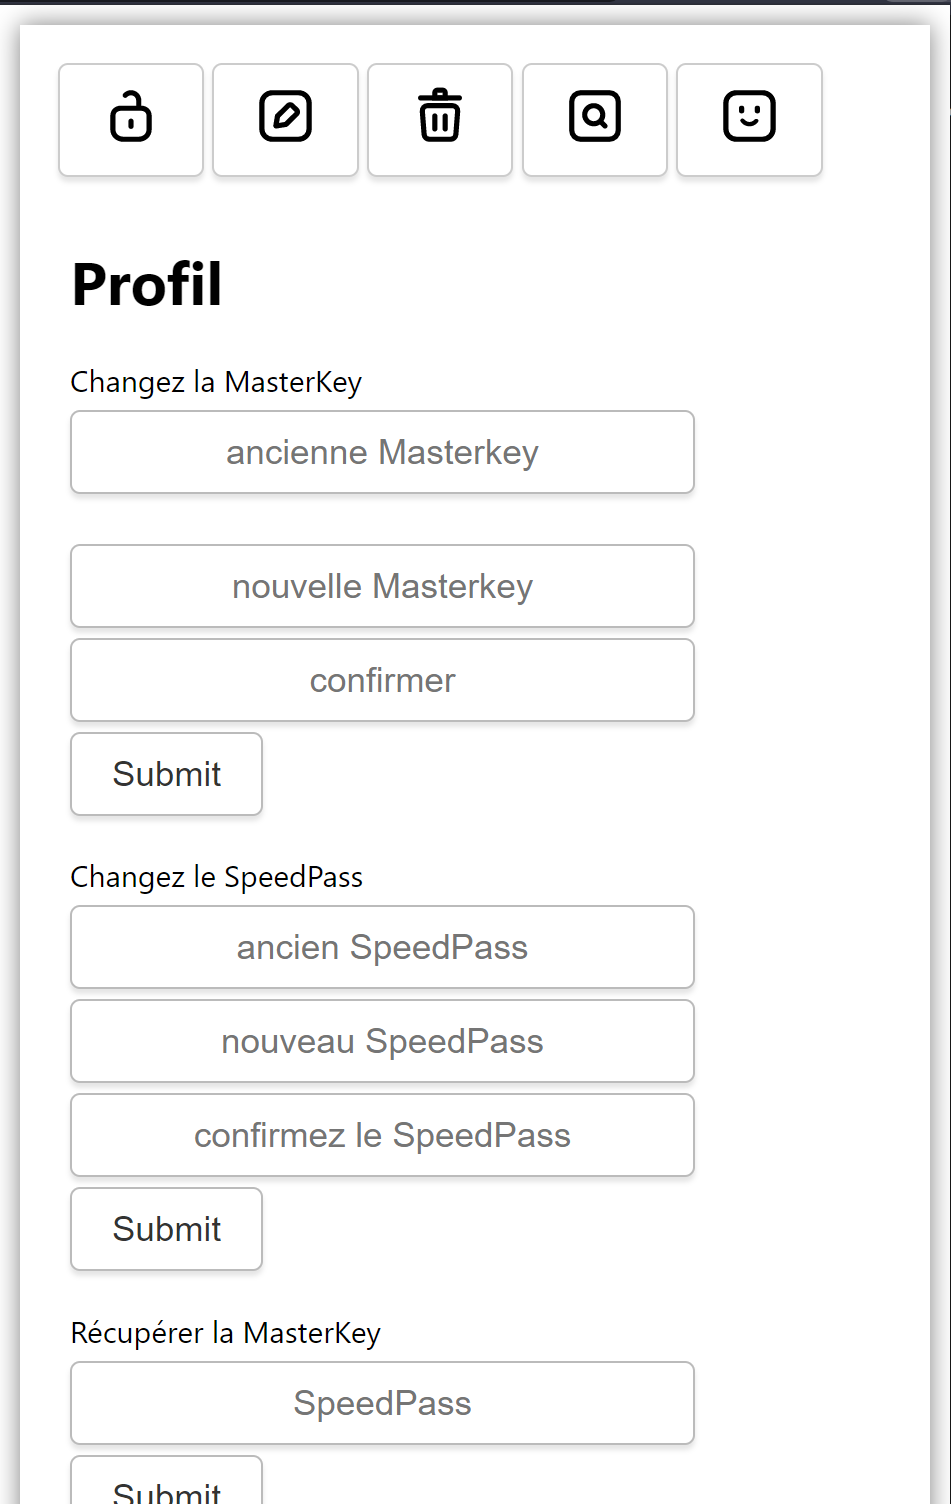 Profil
Changez la MasterKey
ancienne Masterkey
nouvelle Masterkey
confirmer
Submit
Changez le SpeedPass
ancien SpeedPass
nouveau SpeedPass
confirmez le SpeedPass
Submit
Récupérer la MasterKey
SpeedPass
Submit